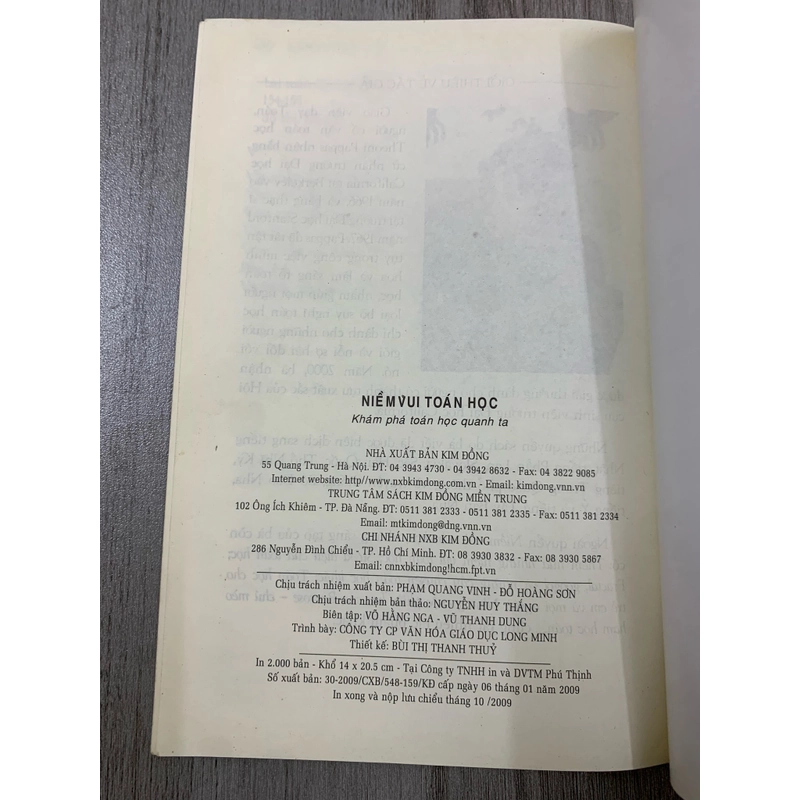 NIỀM VUI TOÁN HỌC
Khám phá toán học quanh ta
NHÀ XUẤT BẢN KIM ĐỒNG
55 Quang Trung - Hà Nội. ĐT: 04 3943 4730 - 04 3942 8632 - Fax: 04 3822 9085
Internet website: http//www.nxbkimdong.com.vn - Email: kimdong.vnn.vn
TRUNG TÂM SÁCH KIM ĐỒNG MIỀN TRUNG
102 Ông Ích Khiêm - TP. Đà Nẵng. ĐT: 0511 381 2333 - 0511 381 2335 - Fax: 0511 381 2334
Email: mtkimdong@dng.vnn.vn
CHI NHÁNH NXB KIM ĐỒNG
286 Nguyễn Đình Chiểu - TP. Hồ Chí Minh. ĐT: 08 3930 3832 - Fax: 08 3930 5867
Email: cnnxbkimdong!hcm.fpt.vn
Chịu trách nhiệm xuất bản: PHẠM QUANG VINH - ĐỖ HOÀNG SƠN
Chịu trách nhiệm bản thảo: NGUYỄN HUY THẮNG
Biên tập: VÕ HẰNG NGA - VŨ THANH DUNG
Trình bày: CÔNG TY CP VĂN HÓA GIÁO DỤC LONG MINH
Thiết kế: BÙI THỊ THANH THUỶ
In 2.000 bản - Khổ 14 x 20.5 cm - Tại Công ty TNHH in và DVTM Phú Thịnh
Số xuất bản: 30-2009/CXB/548-159/KĐ cấp ngày 06 tháng 01 năm 2009
In xong và nộp lưu chiểu tháng 10 /2009